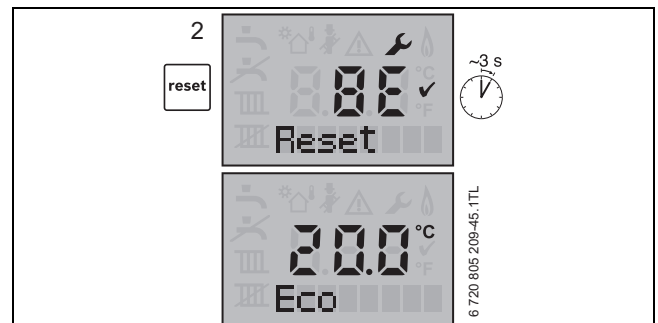 2
reset
8E
°C
°F
Reset
~3 s
20.0
°C
°F
Eco
6 720 805 209-45.1TL